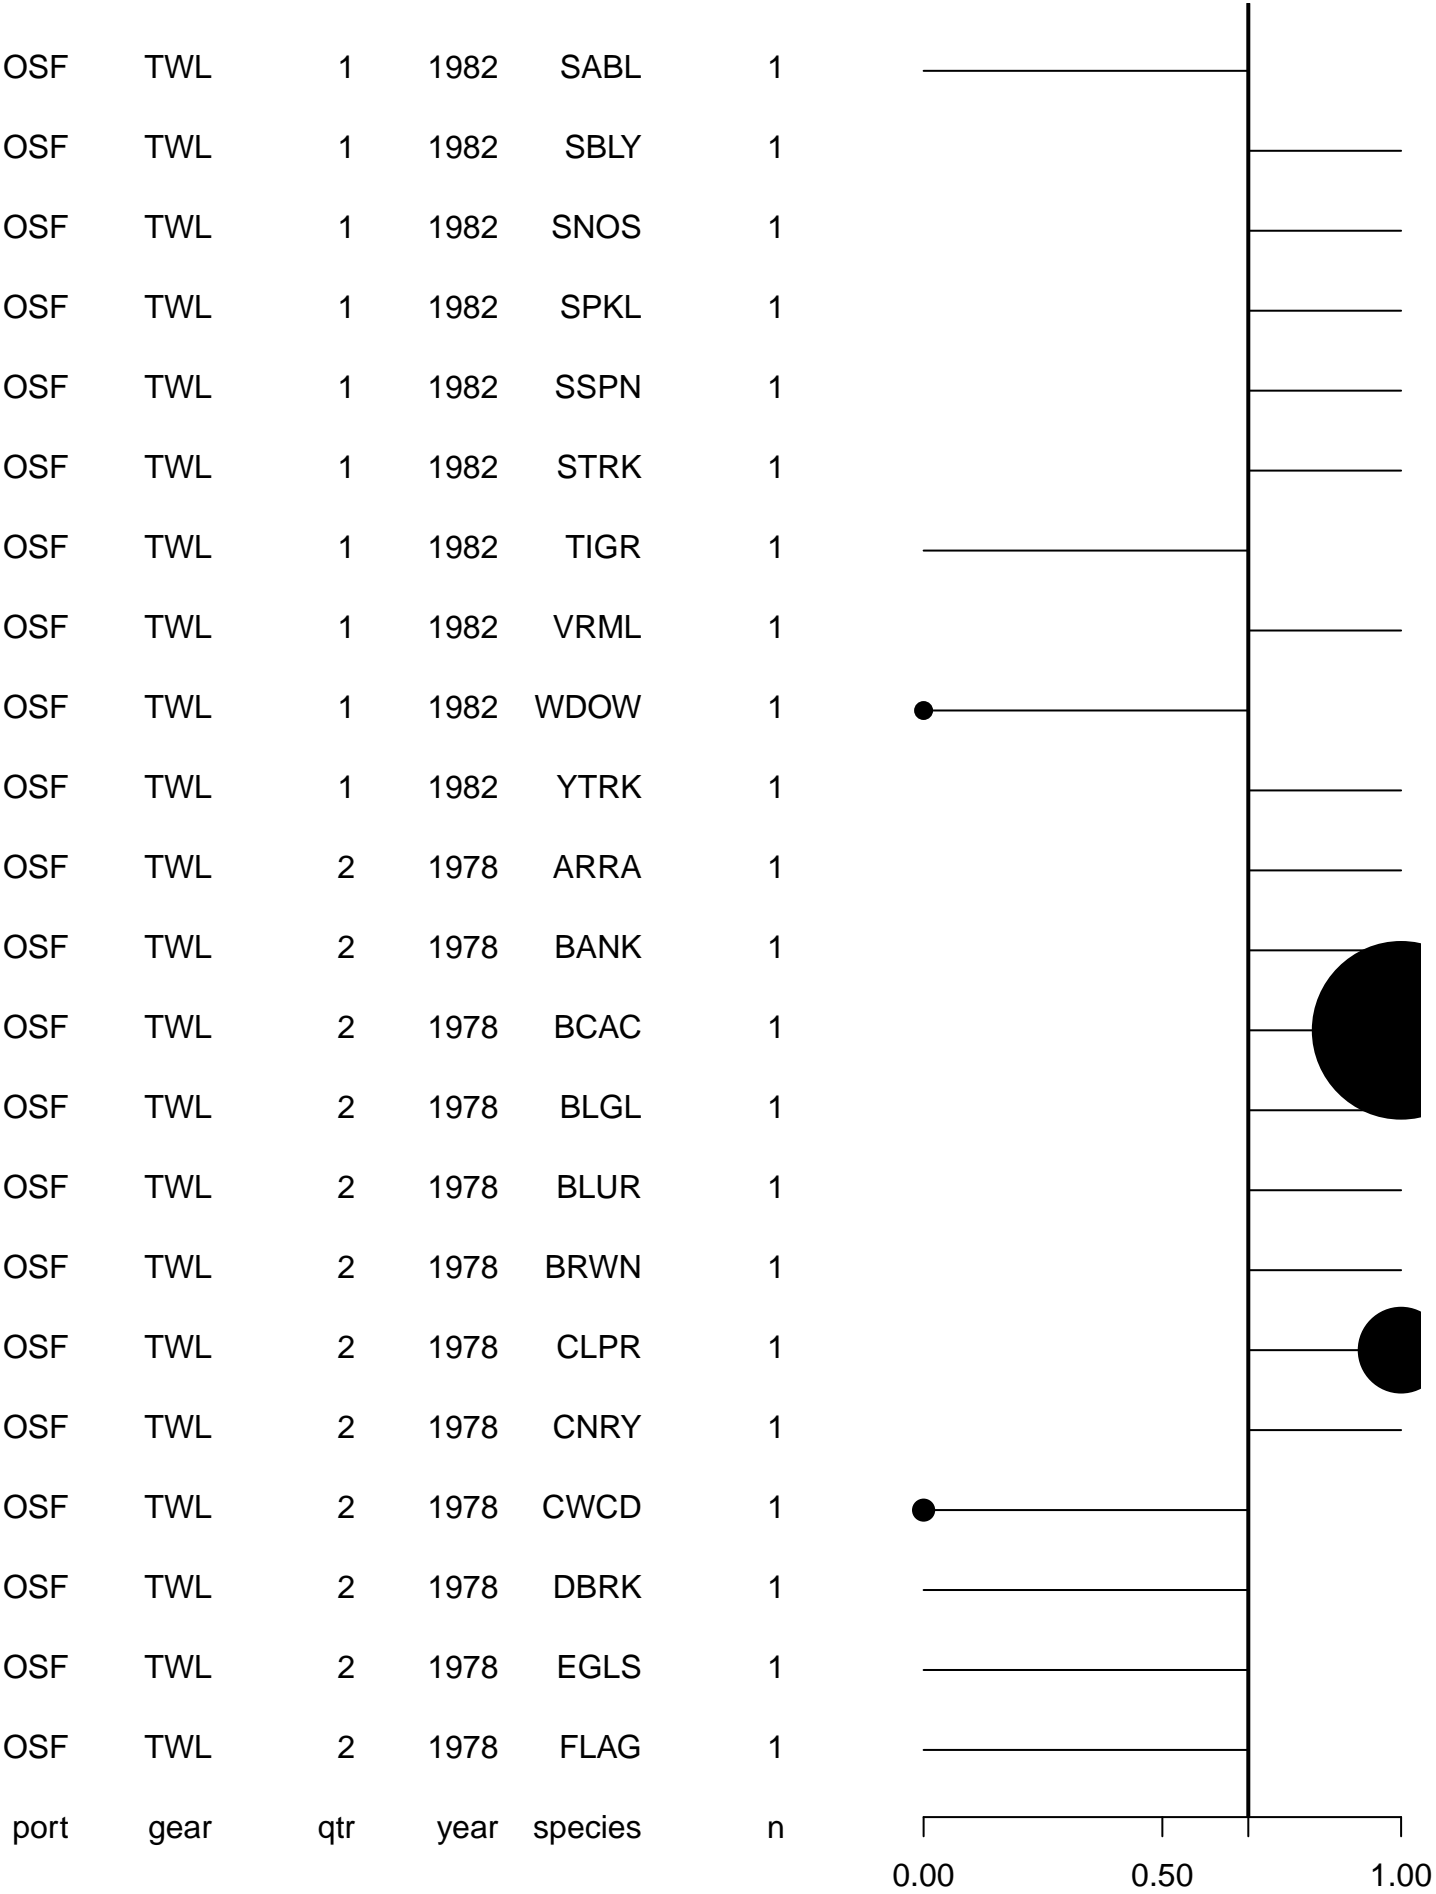 OSF TWL 1 1982 SABL 1
OSF TWL 1 1982 SBLY 1
OSF TWL 1 1982 SNOS 1
OSF TWL 1 1982 SPKL 1
OSF TWL 1 1982 SSPN 1
OSF TWL 1 1982 STRK 1
OSF TWL 1 1982 TIGR 1
OSF TWL 1 1982 VRML 1
OSF TWL 1 1982 WDOW 1
OSF TWL 1 1982 YTRK 1
OSF TWL 2 1978 ARRA 1
OSF TWL 2 1978 BANK 1
OSF TWL 2 1978 BCAC 1
OSF TWL 2 1978 BLGL 1
OSF TWL 2 1978 BLUR 1
OSF TWL 2 1978 BRWN 1
OSF TWL 2 1978 CLPR 1
OSF TWL 2 1978 CNRY 1
OSF TWL 2 1978 CWCD 1
OSF TWL 2 1978 DBRK 1
OSF TWL 2 1978 EGLS 1
OSF TWL 2 1978 FLAG 1
port gear qtr year species n
0.00 0.50 1.00